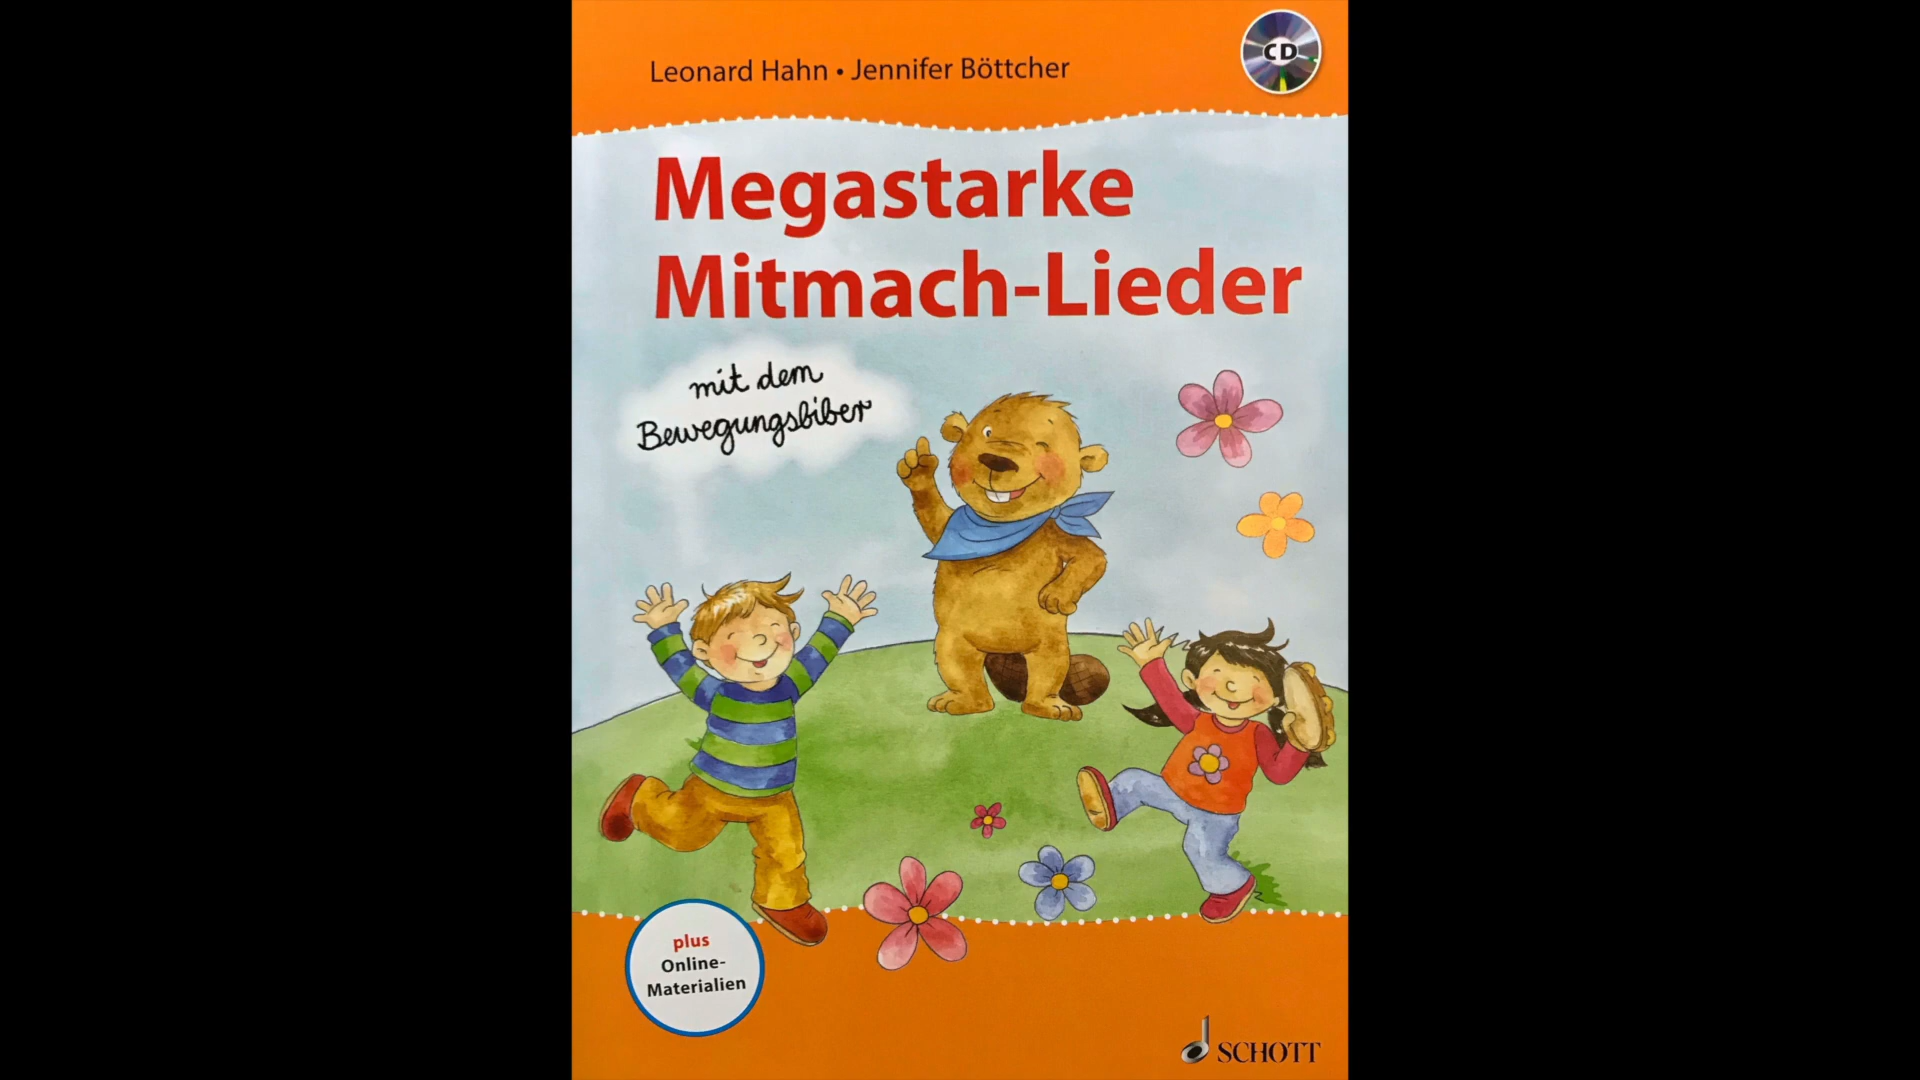 Leonard Hahn • Jennifer Böttcher
CD
Megastarke
Mitmach-Lieder
mit dem
Bewegungsbiber
plus
Online-
Materialien
SCHOTT